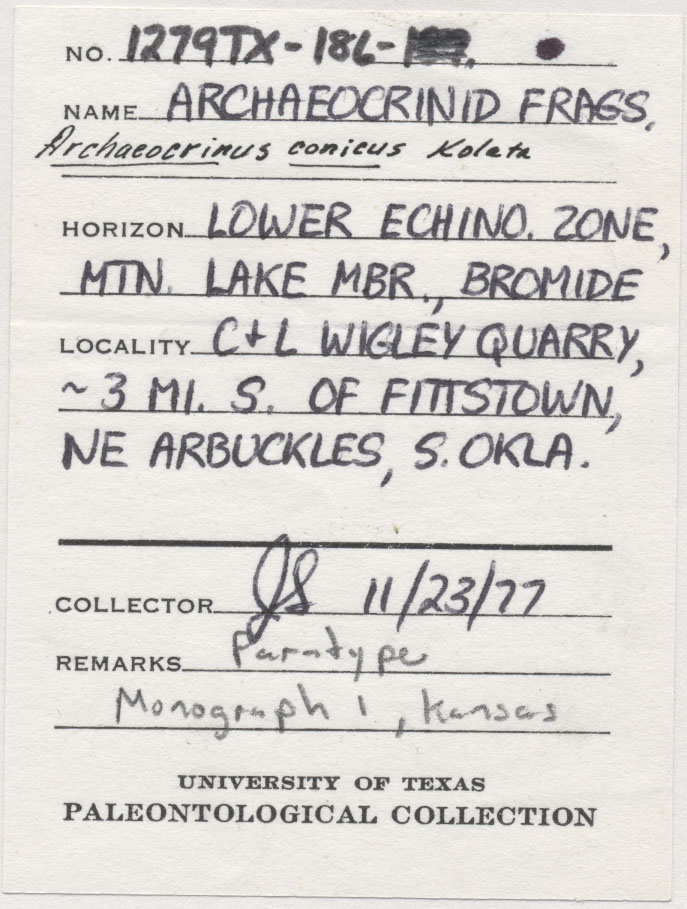 NO. 1279TX-18L-
NAME ARCHAEOCRINID FRAGS.
Archaeocrinus conicus Kolata
HORIZON LOWER ECHINO. ZONE,
MTN. LAKE MBR., BROMIDE
LOCALITY C+L WIGLEY QUARRY,
~3 MI. S. OF FITTSTOWN,
NE ARBUCKLES, S. OKLA.
COLLECTOR JS 11/23/77
REMARKS Paratype
Monograph 1, Kansas
UNIVERSITY OF TEXAS
PALEONTOLOGICAL COLLECTION